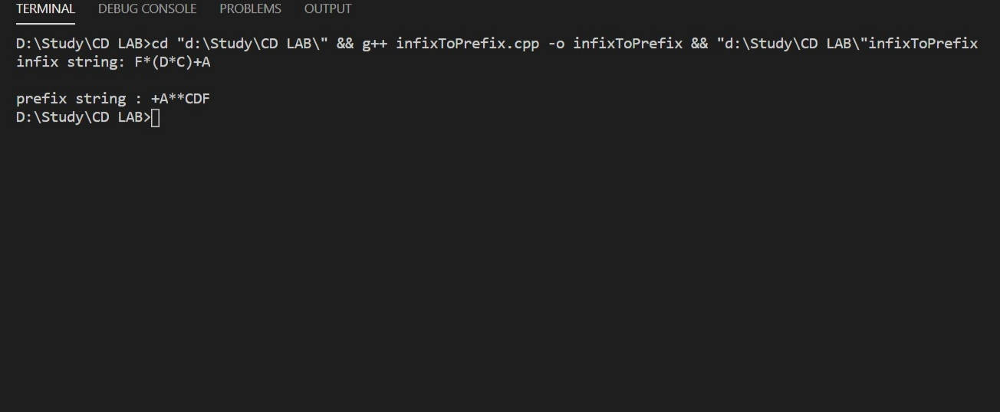 TERMINAL DEBUG CONSOLE PROBLEMS OUTPUT
D:\Study\CD LAB>cd "d:\Study\CD LAB\" && g++ infixToPrefix.cpp -o infixToPrefix && "d:\Study\CD LAB\"infixToPrefix
infix string: F*(D*C)+A
prefix string : +A**CDF
D:\Study\CD LAB>